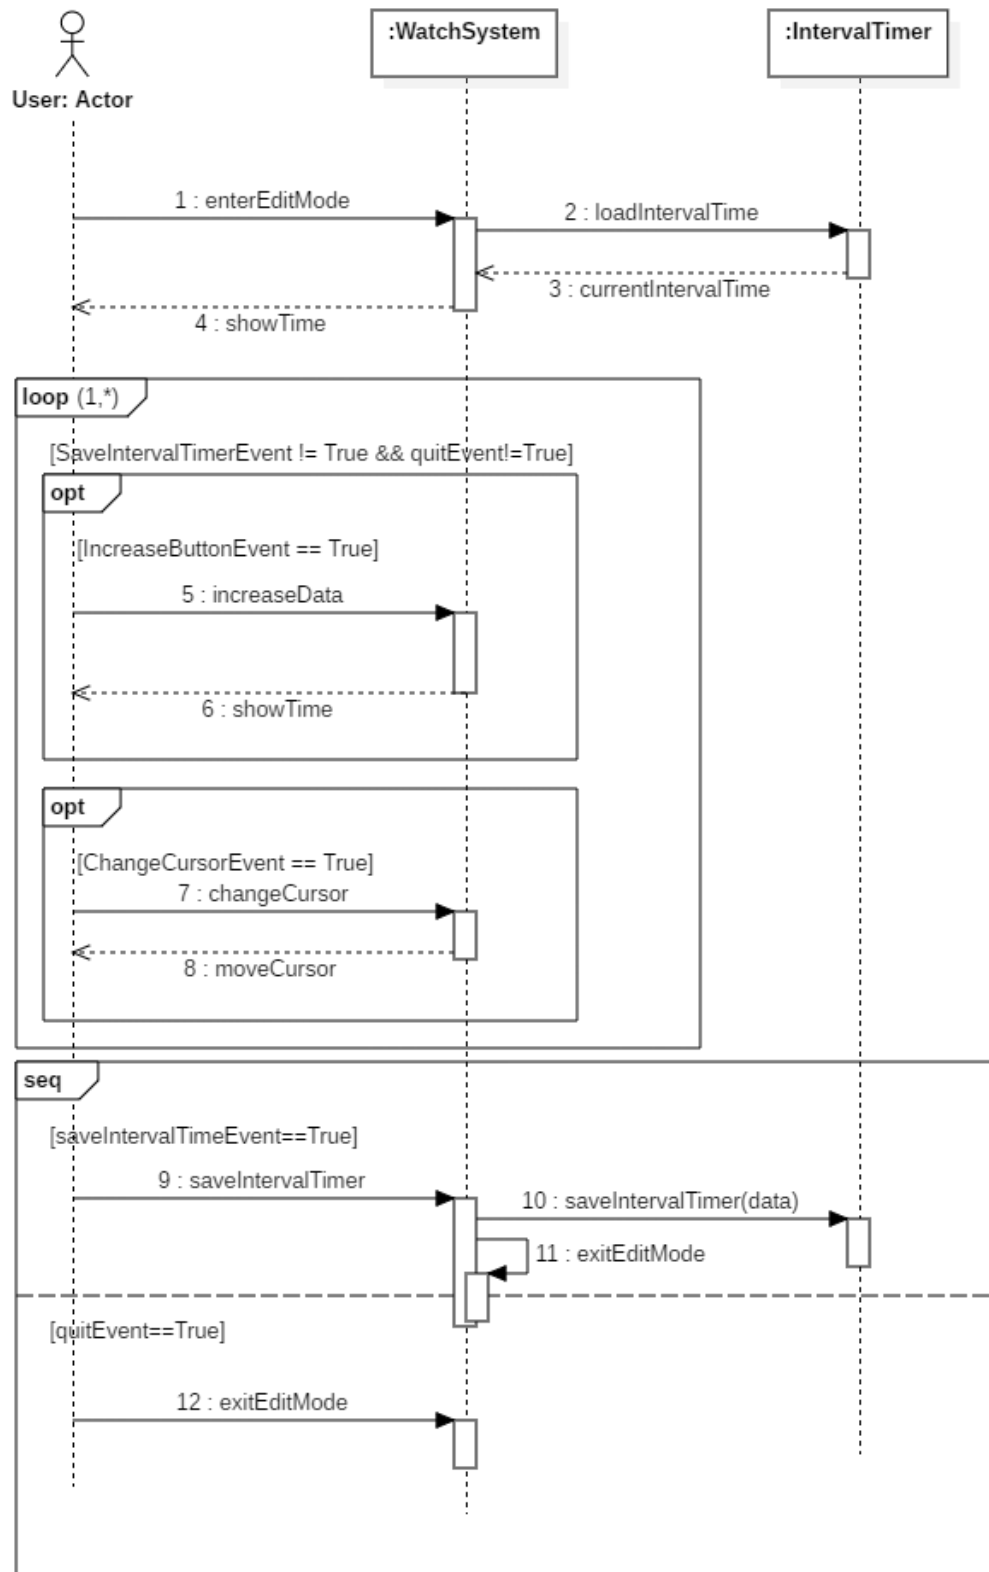 :WatchSystem
:IntervalTimer
User: Actor
1 : enterEditMode
2 : loadIntervalTime
3 : currentIntervalTime
4 : showTime
loop (1,*)
[SaveIntervalTimerEvent != True && quitEvent!=True]
opt
[IncreaseButtonEvent == True]
5 : increaseData
6 : showTime
opt
[ChangeCursorEvent == True]
7 : changeCursor
8 : moveCursor
seq
[saveIntervalTimeEvent==True]
9 : saveIntervalTimer
10 : saveIntervalTimer(data)
11 : exitEditMode
[quitEvent==True]
12 : exitEditMode